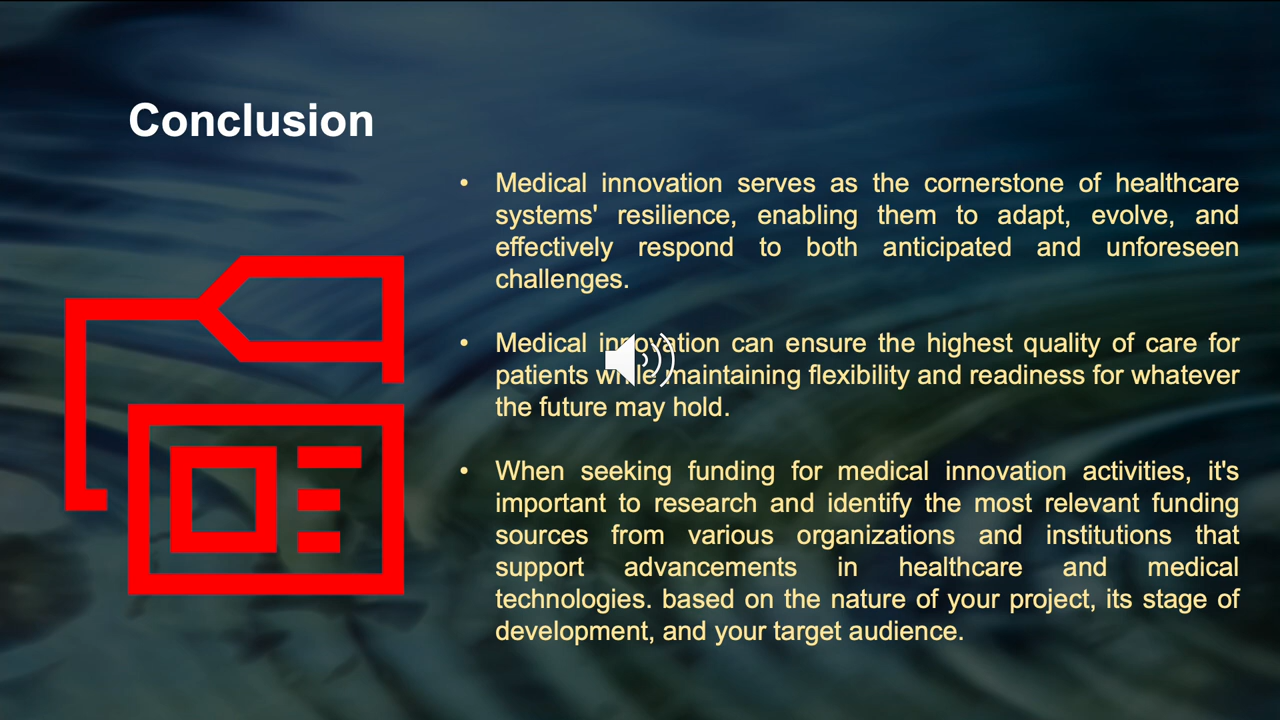 Conclusion
• Medical innovation serves as the cornerstone of healthcare
systems' resilience, enabling them to adapt, evolve, and
effectively respond to both anticipated and unforeseen
challenges.
• Medical innovation can ensure the highest quality of care for
patients while maintaining flexibility and readiness for whatever
the future may hold.
• When seeking funding for medical innovation activities, it's
important to research and identify the most relevant funding
sources from various organizations and institutions that
support advancements in healthcare and medical
technologies. based on the nature of your project, its stage of
development, and your target audience.